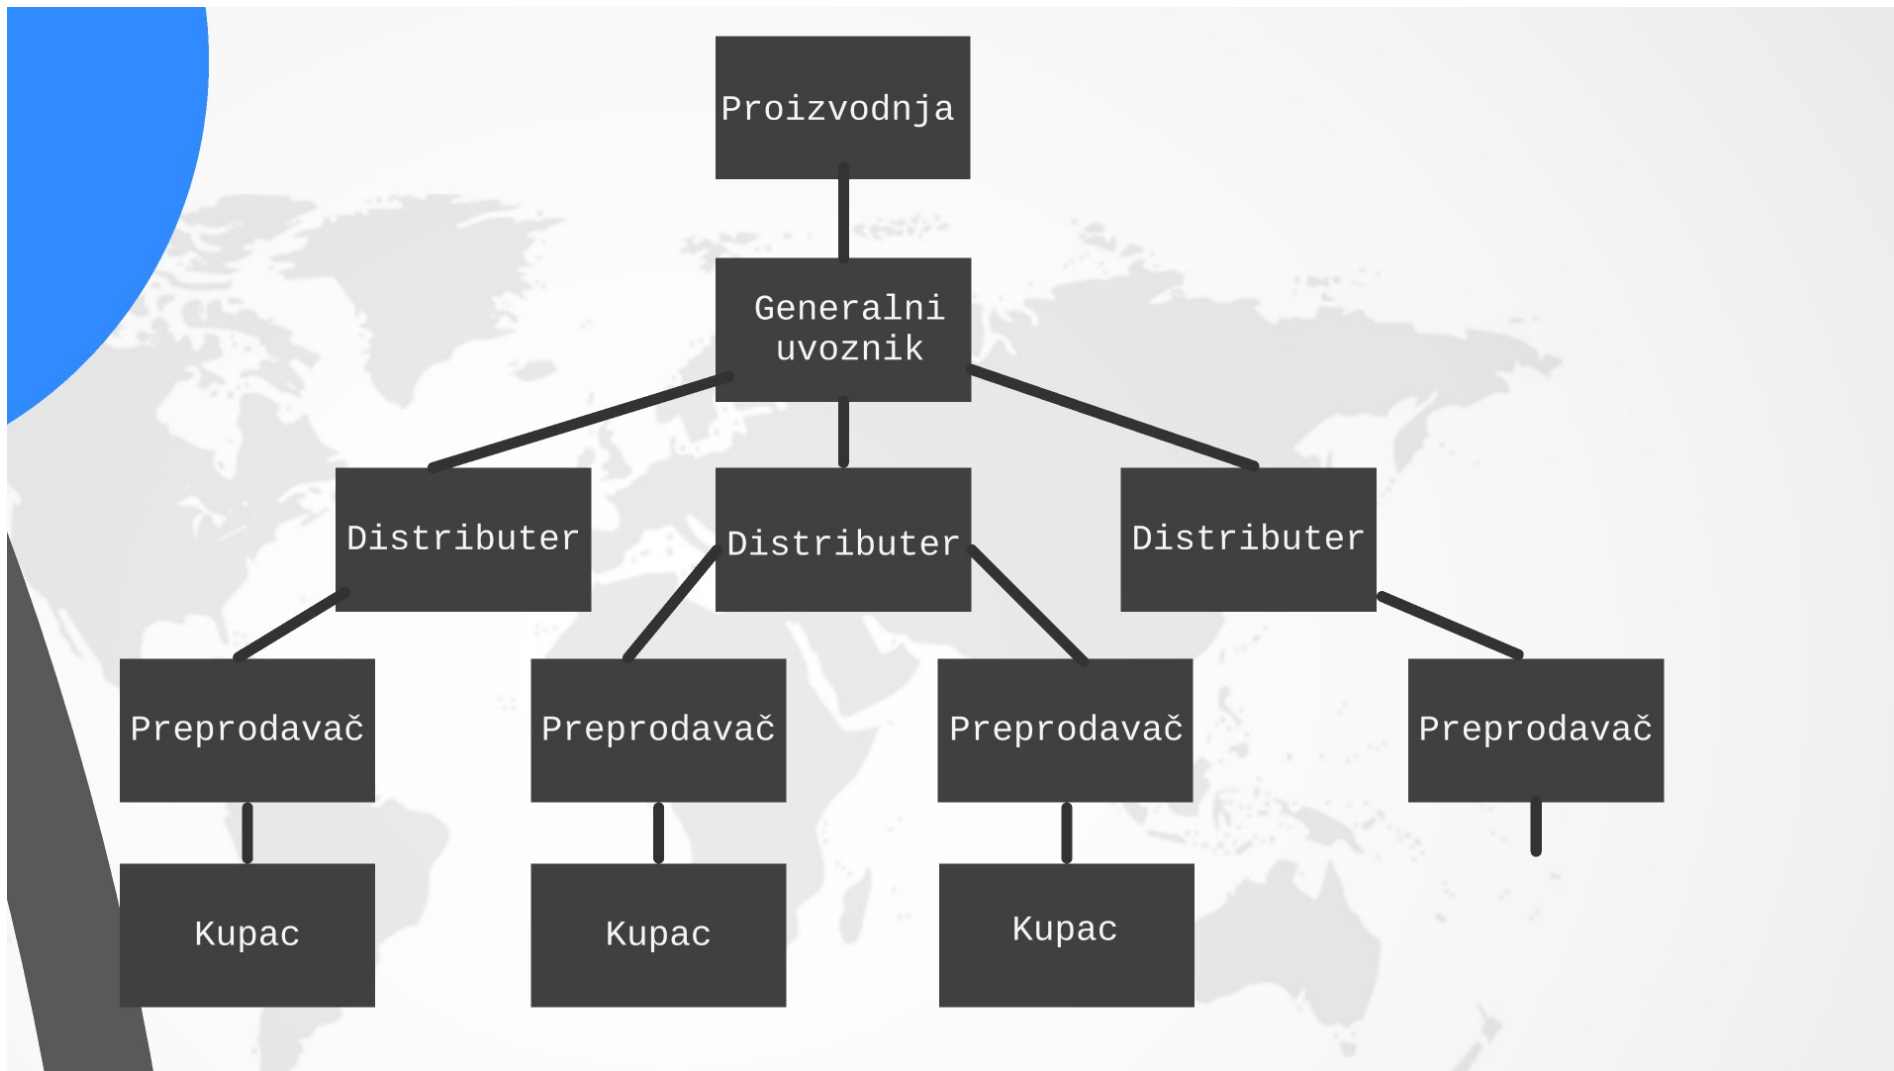 Proizvodnja
Generalni
uvoznik
Distributer
Distributer
Distributer
Preprodavač
Preprodavač
Preprodavač
Preprodavač
Kupac
Kupac
Kupac